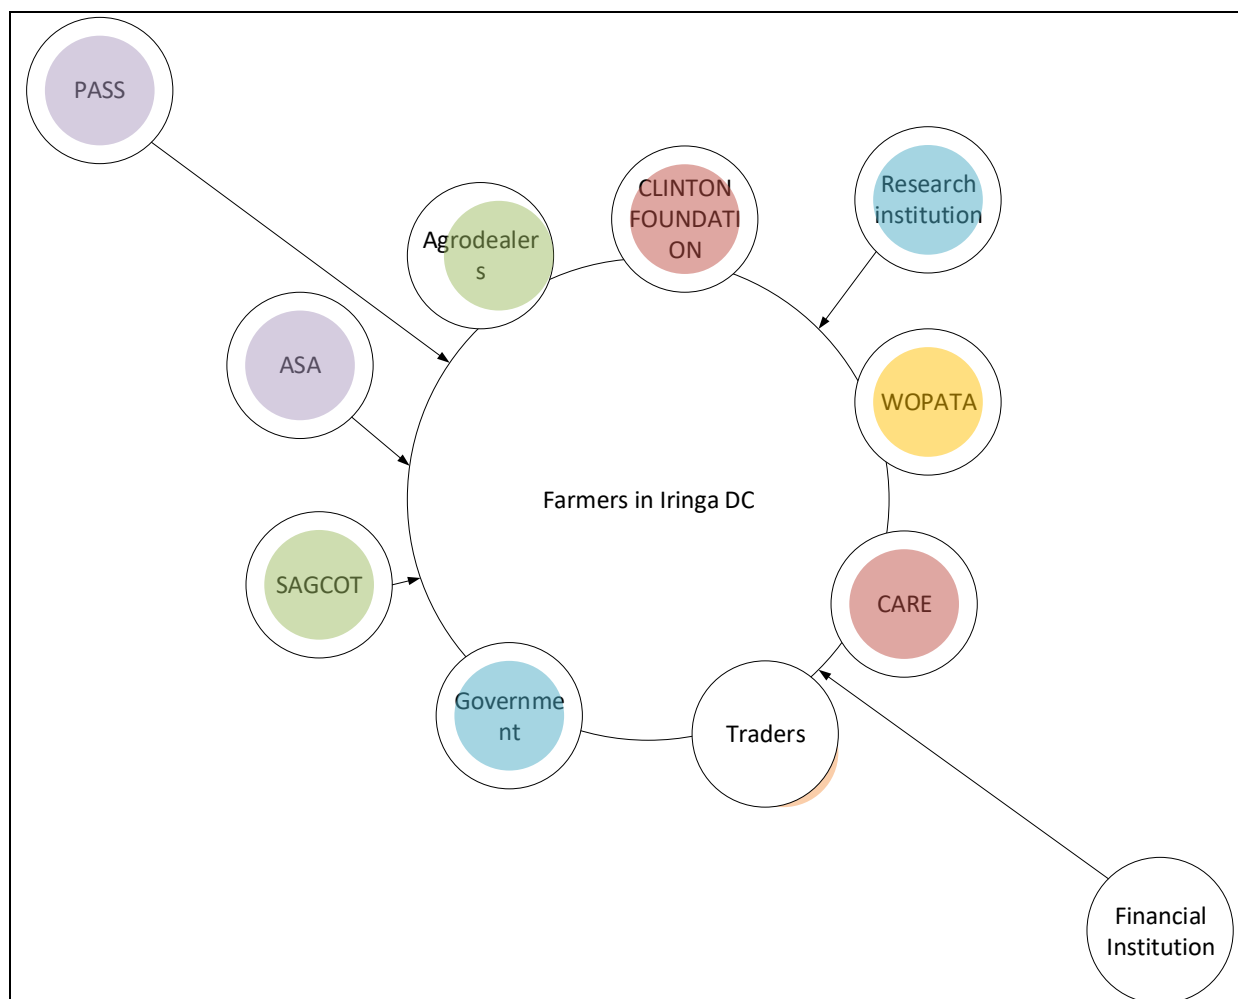 PASS
CLINTON
FOUNDATI
ON
Research
institution
Agrodealer
s
ASA
WOPATA
Farmers in Iringa DC
SAGCOT
CARE
Governme
nt
Traders
Financial
Institution